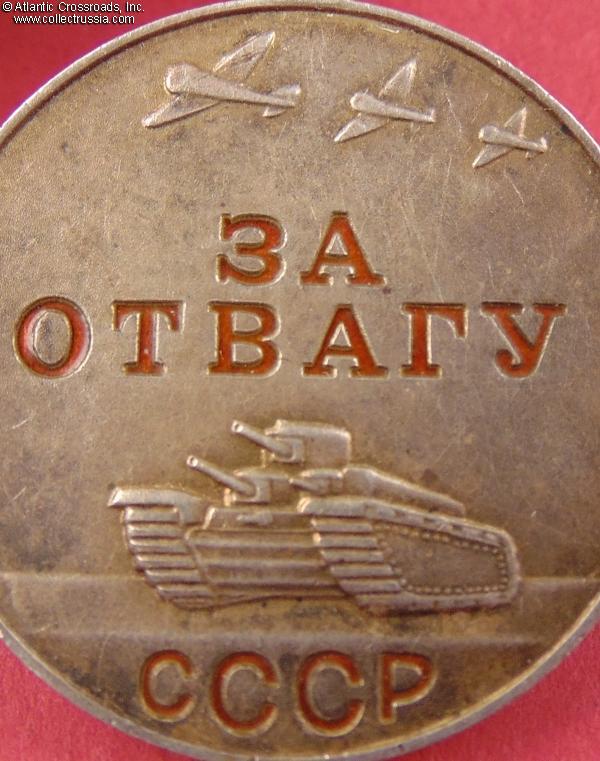 © Atlantic Crossroads, Inc.
www.collectrussia.com
ЗА
ОТВАГУ
СССР